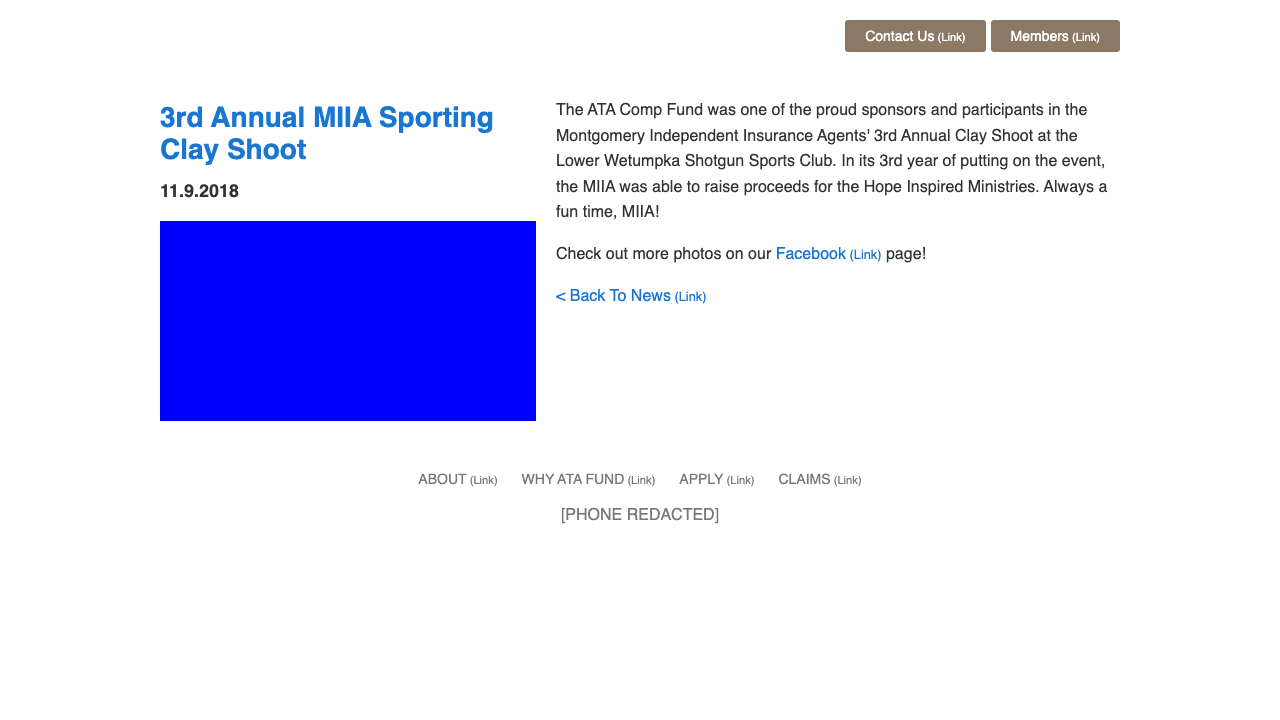 Contact Us (Link) Members (Link)
3rd Annual MIIA Sporting
Clay Shoot
11.9.2018
The ATA Comp Fund was one of the proud sponsors and participants in the
Montgomery Independent Insurance Agents' 3rd Annual Clay Shoot at the
Lower Wetumpka Shotgun Sports Club. In its 3rd year of putting on the event,
the MIIA was able to raise proceeds for the Hope Inspired Ministries. Always a
fun time, MIIA!
Check out more photos on our Facebook (Link) page!
< Back To News (Link)
ABOUT (Link) WHY ATA FUND (Link) APPLY (Link) CLAIMS (Link)
[PHONE REDACTED]